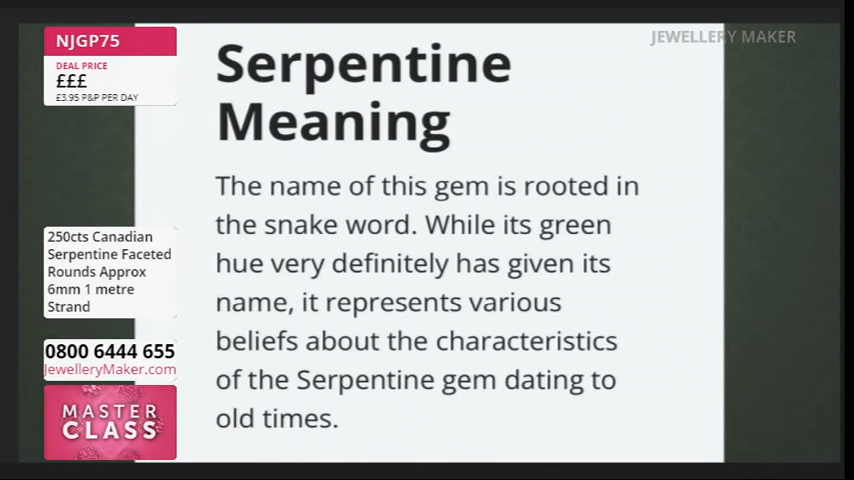 NJGP75
DEAL PRICE
£££
£3.95 P&P PER DAY
250cts Canadian
Serpentine Faceted
Rounds Approx
6mm 1 metre
Strand
0800 6444 655
JewelleryMaker.com
MASTER
CLASS
JEWELLERY MAKER
Serpentine
Meaning
The name of this gem is rooted in
the snake word. While its green
hue very definitely has given its
name, it represents various
beliefs about the characteristics
of the Serpentine gem dating to
old times.